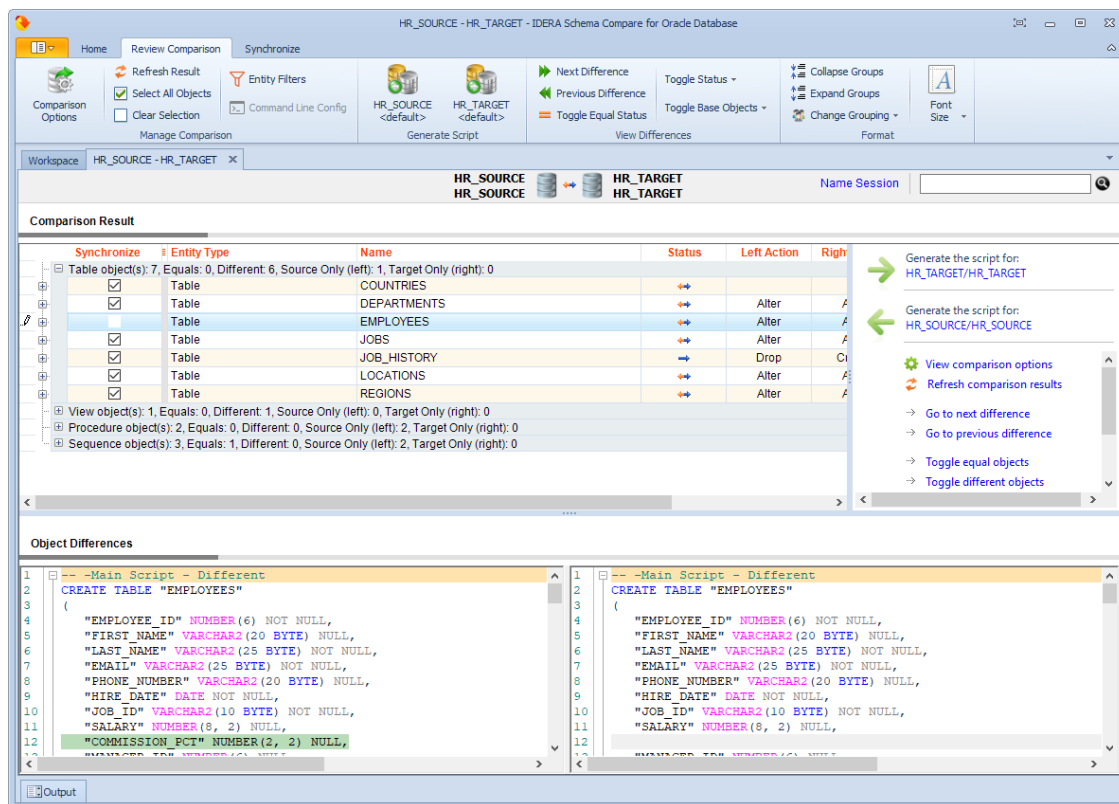 HR_SOURCE - HR_TARGET - IDERA Schema Compare for Oracle Database
Home Review Comparison Synchronize
Comparison Options
Refresh Result
Select All Objects
Clear Selection
Entity Filters
Command Line Config
Manage Comparison
HR_SOURCE <default>
HR_TARGET <default>
Generate Script
Next Difference
Previous Difference
Toggle Equal Status
Toggle Status
Toggle Base Objects
View Differences
Collapse Groups
Expand Groups
Change Grouping
Font Size
Format
Workspace HR_SOURCE - HR_TARGET
HR_SOURCE HR_TARGET
HR_SOURCE HR_TARGET
Name Session
Comparison Result
Synchronize Entity Type Name Status Left Action Righ
Table object(s): 7, Equals: 0, Different: 6, Source Only (left): 1, Target Only (right): 0
Table COUNTRIES
Table DEPARTMENTS Alter A
Table EMPLOYEES Alter A
Table JOBS Alter A
Table JOB_HISTORY Drop Cr
Table LOCATIONS Alter A
Table REGIONS Alter A
View object(s): 1, Equals: 0, Different: 1, Source Only (left): 0, Target Only (right): 0
Procedure object(s): 2, Equals: 0, Different: 0, Source Only (left): 2, Target Only (right): 0
Sequence object(s): 3, Equals: 1, Different: 0, Source Only (left): 2, Target Only (right): 0
Generate the script for:
HR_TARGET/HR_TARGET
Generate the script for:
HR_SOURCE/HR_SOURCE
View comparison options
Refresh comparison results
Go to next difference
Go to previous difference
Toggle equal objects
Toggle different objects
Object Differences
1 -- -Main Script - Different
2 CREATE TABLE "EMPLOYEES"
3 (
4 "EMPLOYEE_ID" NUMBER(6) NOT NULL,
5 "FIRST_NAME" VARCHAR2(20 BYTE) NULL,
6 "LAST_NAME" VARCHAR2(25 BYTE) NOT NULL,
7 "EMAIL" VARCHAR2(25 BYTE) NOT NULL,
8 "PHONE_NUMBER" VARCHAR2(20 BYTE) NULL,
9 "HIRE_DATE" DATE NOT NULL,
10 "JOB_ID" VARCHAR2(10 BYTE) NOT NULL,
11 "SALARY" NUMBER(8, 2) NULL,
12 "COMMISSION_PCT" NUMBER(2, 2) NULL,
13 "MANAGER_ID" NUMBER(6) NULL,
1 -- -Main Script - Different
2 CREATE TABLE "EMPLOYEES"
3 (
4 "EMPLOYEE_ID" NUMBER(6) NOT NULL,
5 "FIRST_NAME" VARCHAR2(20 BYTE) NULL,
6 "LAST_NAME" VARCHAR2(25 BYTE) NOT NULL,
7 "EMAIL" VARCHAR2(25 BYTE) NOT NULL,
8 "PHONE_NUMBER" VARCHAR2(20 BYTE) NULL,
9 "HIRE_DATE" DATE NOT NULL,
10 "JOB_ID" VARCHAR2(10 BYTE) NOT NULL,
11 "SALARY" NUMBER(8, 2) NULL,
12
13 "MANAGER_ID" NUMBER(6) NULL,
Output